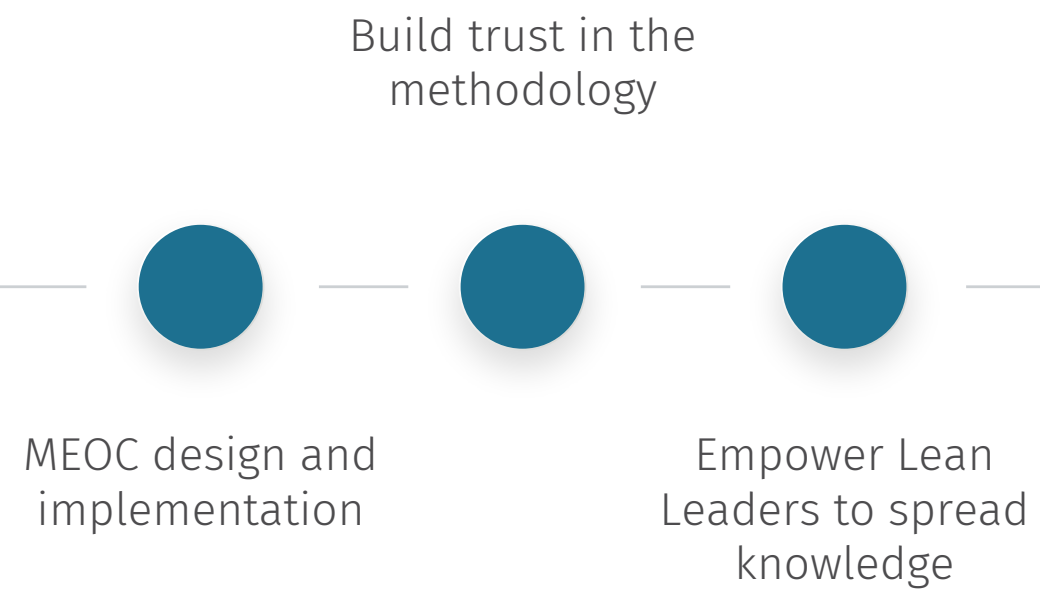 Build trust in the
methodology
MEOC design and
implementation
Empower Lean
Leaders to spread
knowledge